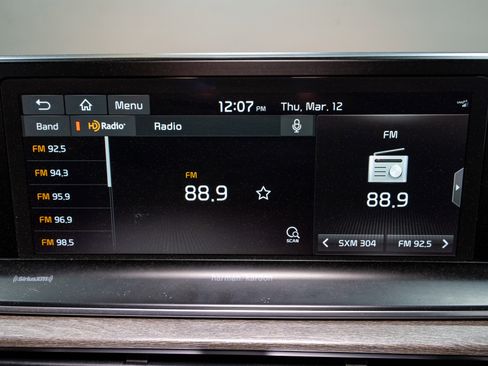 Menu 12:07 PM Thu, Mar. 12
Band HD Radio Radio
FM
FM 92.5
FM 94.3
FM 95.9
FM 96.9
FM 98.5
FM
88.9
SCAN
88.9
SXM 304 FM 92.5
((SiriusXM)) harman/kardon